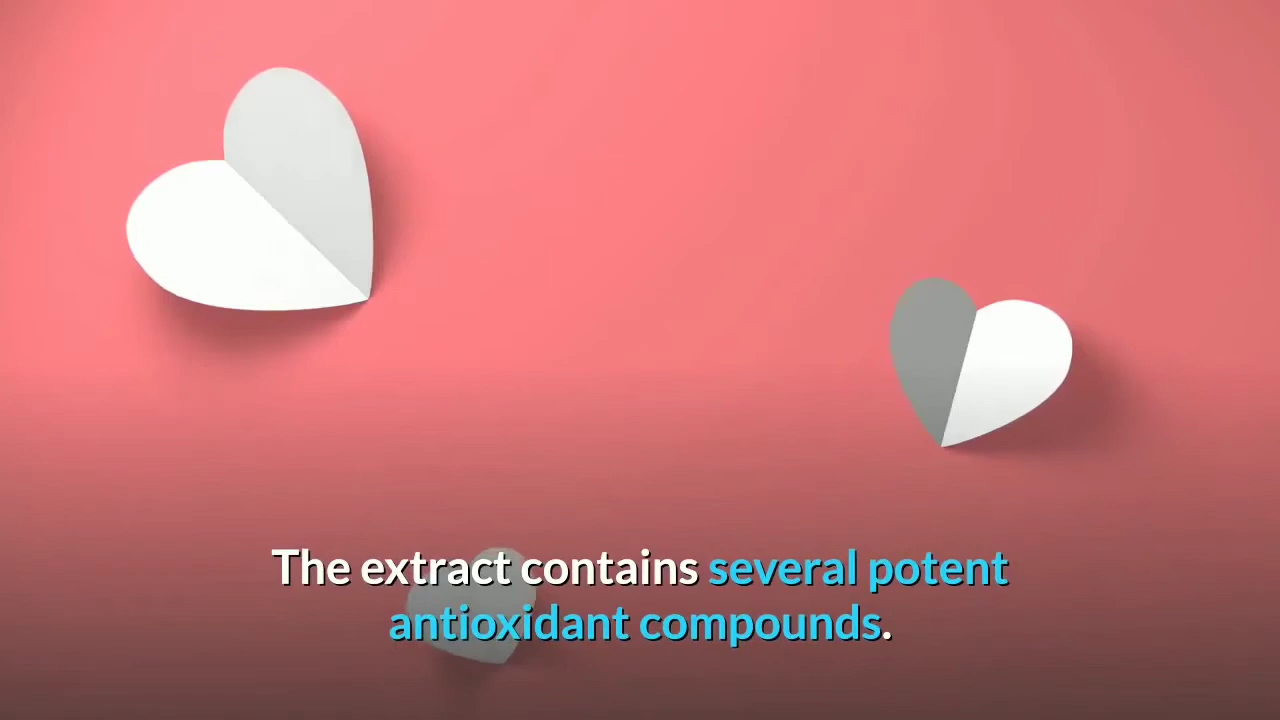 The extract contains several potent
antioxidant compounds.